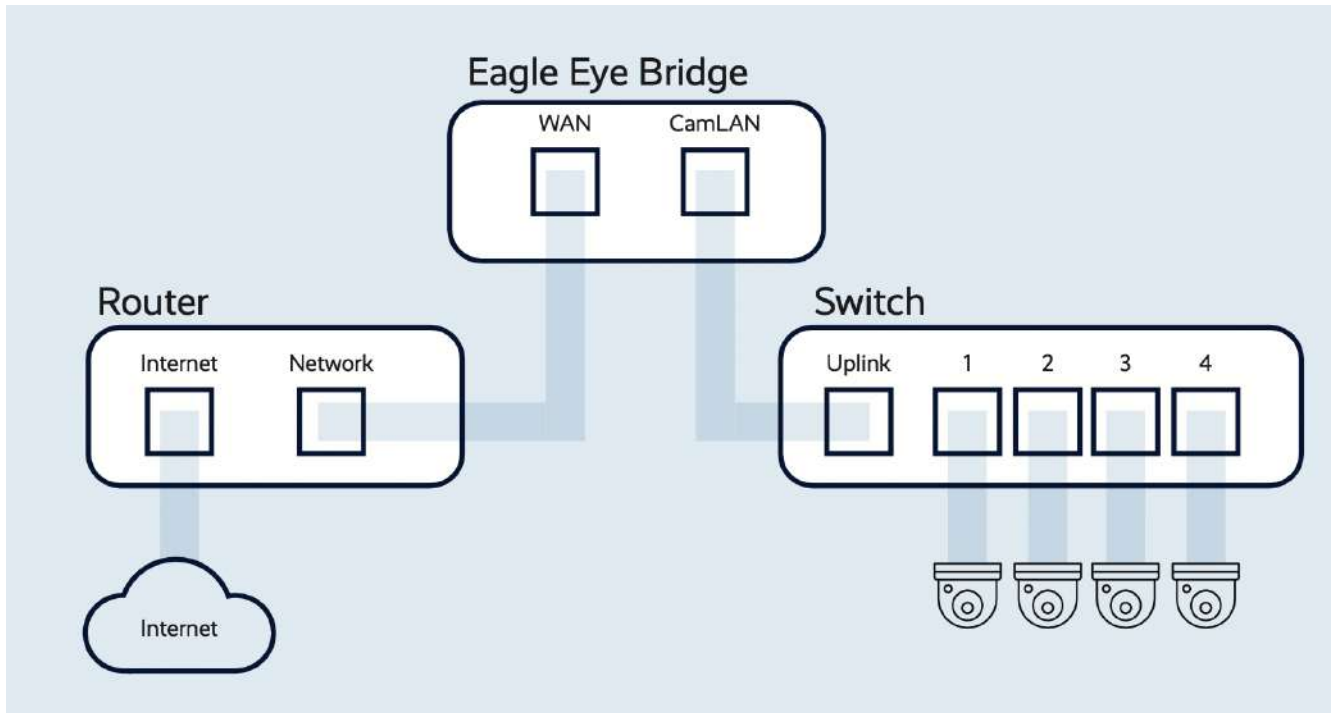 Eagle Eye Bridge
WAN CamLAN
Router
Internet Network
Internet
Switch
Uplink 1 2 3 4